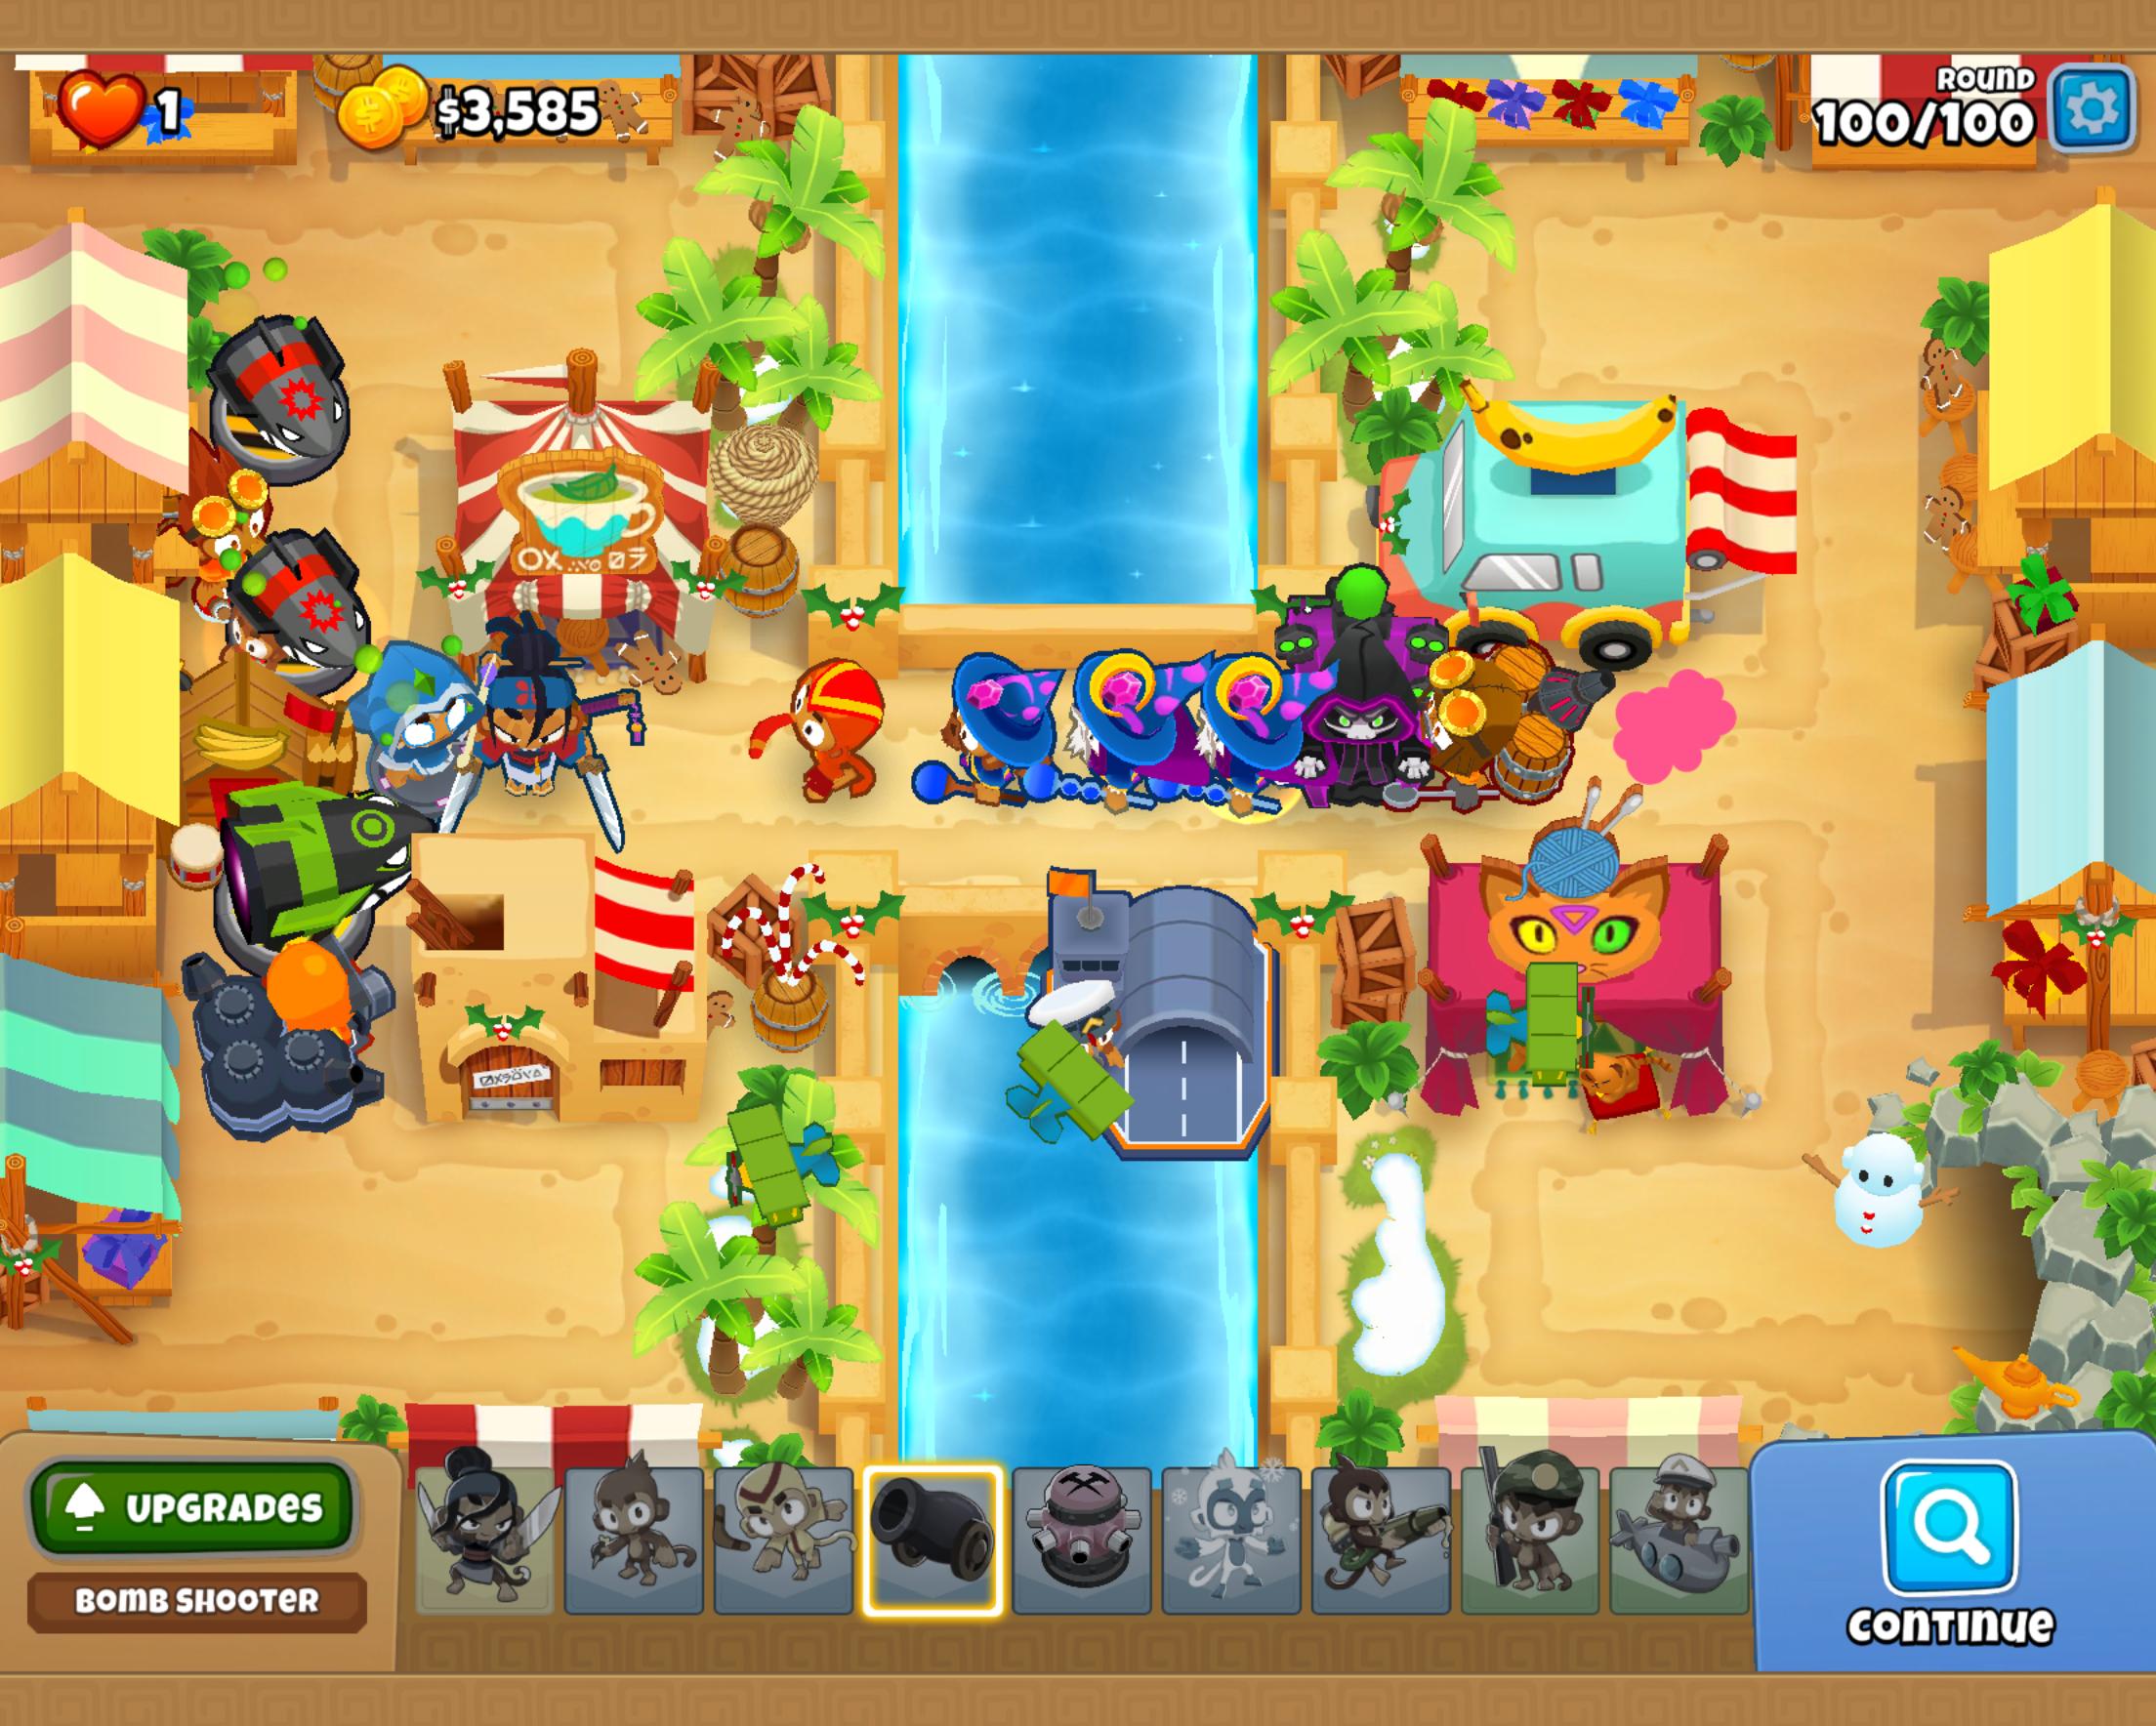 1
$3,585
ROUND
100/100
UPGRADES
BOMB SHOOTER
CONTINUE